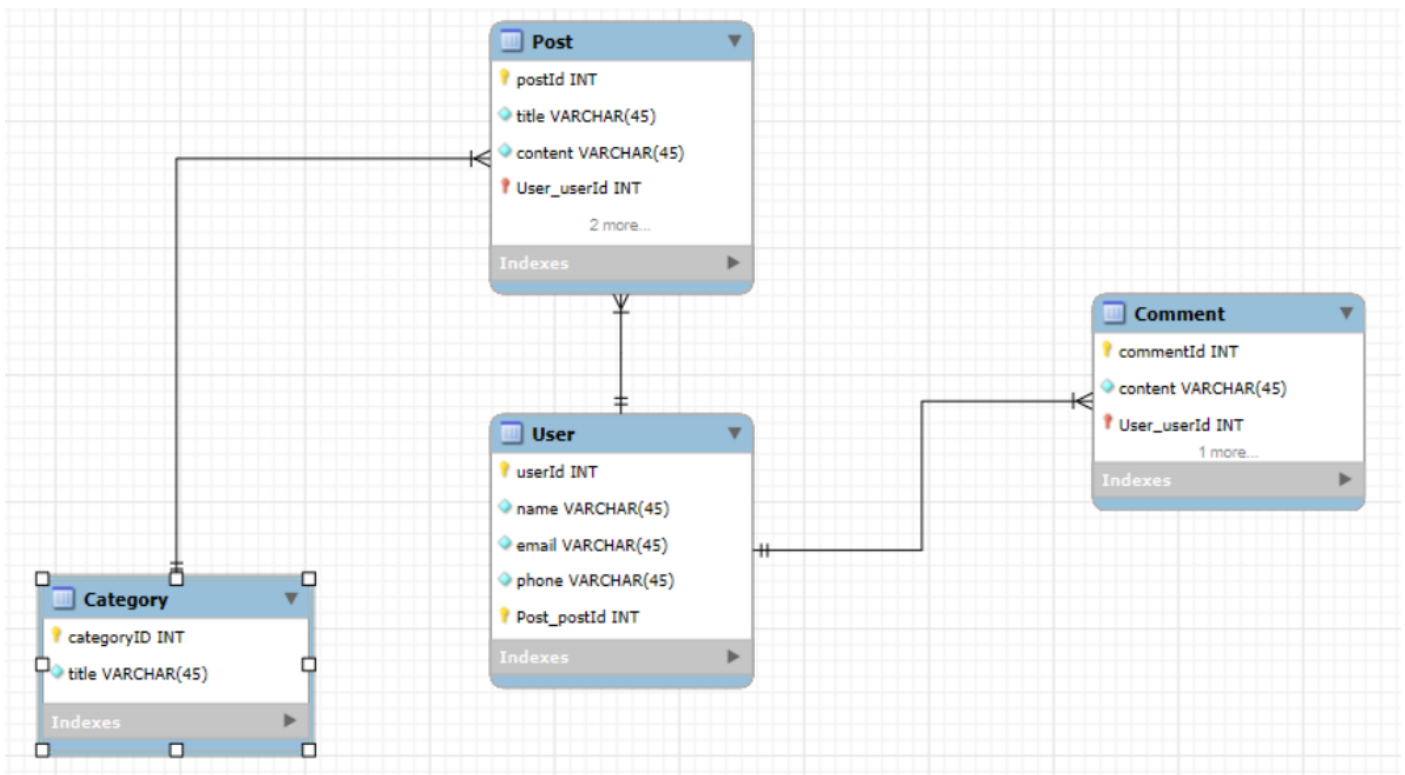 Post
postId INT
title VARCHAR(45)
content VARCHAR(45)
User_userId INT
2 more...
Indexes
Comment
commentId INT
content VARCHAR(45)
User_userId INT
1 more...
Indexes
User
userId INT
name VARCHAR(45)
email VARCHAR(45)
phone VARCHAR(45)
Post_postId INT
Indexes
Category
categoryID INT
title VARCHAR(45)
Indexes